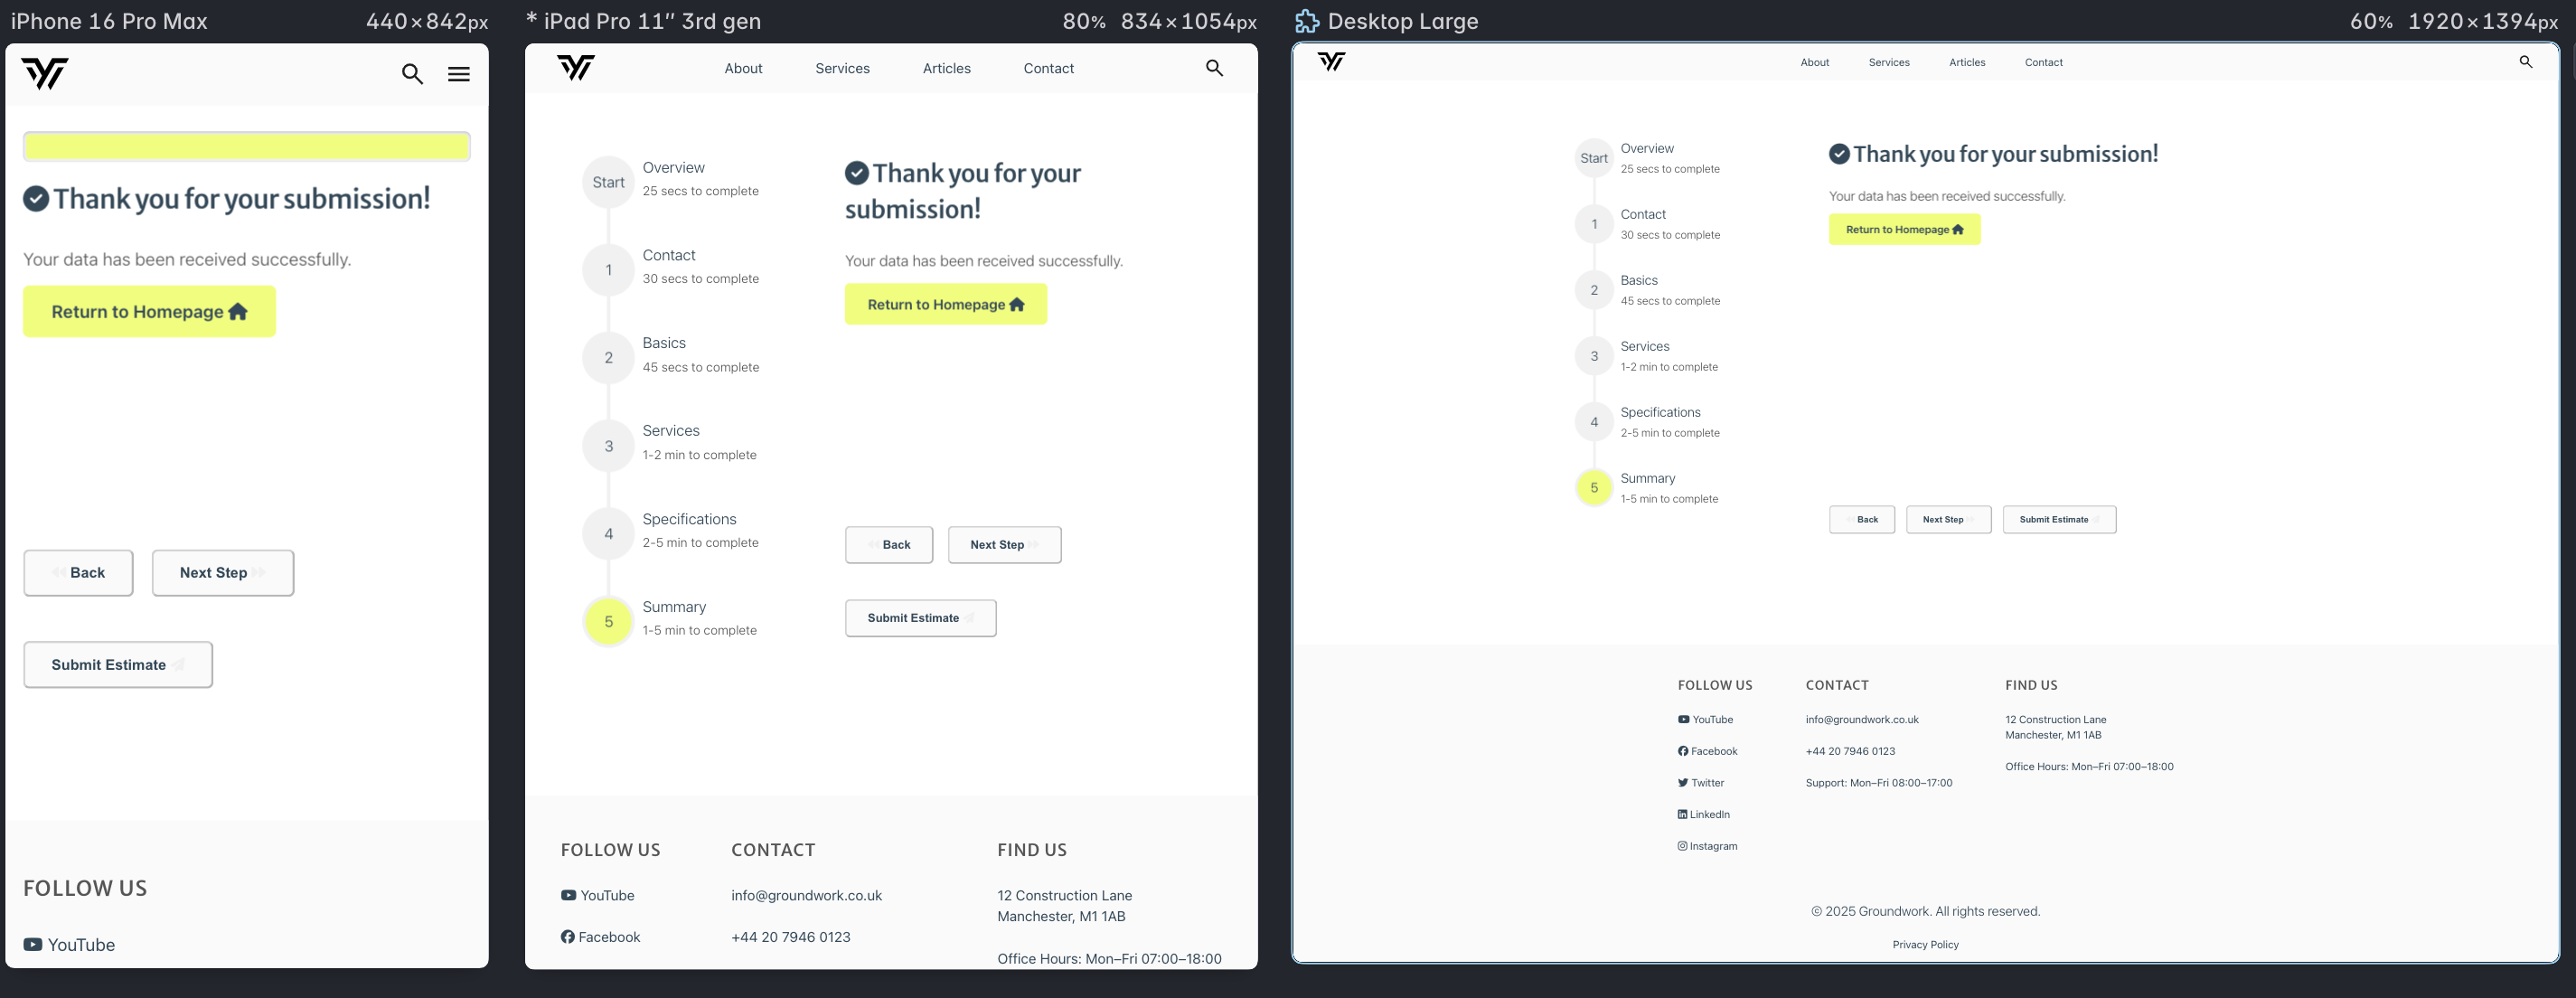 iPhone 16 Pro Max 440×842px
Thank you for your submission!
Your data has been received successfully.
Return to Homepage
Back
Next Step
Submit Estimate
FOLLOW US
YouTube
* iPad Pro 11″ 3rd gen 80% 834×1054px
About Services Articles Contact
Start
Overview
25 secs to complete
1
Contact
30 secs to complete
2
Basics
45 secs to complete
3
Services
1-2 min to complete
4
Specifications
2-5 min to complete
5
Summary
1-5 min to complete
Thank you for your
submission!
Your data has been received successfully.
Return to Homepage
Back
Next Step
Submit Estimate
FOLLOW US
YouTube
Facebook
CONTACT
info@groundwork.co.uk
+44 20 7946 0123
FIND US
12 Construction Lane
Manchester, M1 1AB
Office Hours: Mon–Fri 07:00–18:00
Desktop Large 60% 1920×1394px
About Services Articles Contact
Start
Overview
25 secs to complete
1
Contact
30 secs to complete
2
Basics
45 secs to complete
3
Services
1-2 min to complete
4
Specifications
2-5 min to complete
5
Summary
1-5 min to complete
Thank you for your submission!
Your data has been received successfully.
Return to Homepage
Back
Next Step
Submit Estimate
FOLLOW US
YouTube
Facebook
Twitter
LinkedIn
Instagram
CONTACT
info@groundwork.co.uk
+44 20 7946 0123
Support: Mon–Fri 08:00–17:00
FIND US
12 Construction Lane
Manchester, M1 1AB
Office Hours: Mon–Fri 07:00–18:00
© 2025 Groundwork. All rights reserved.
Privacy Policy